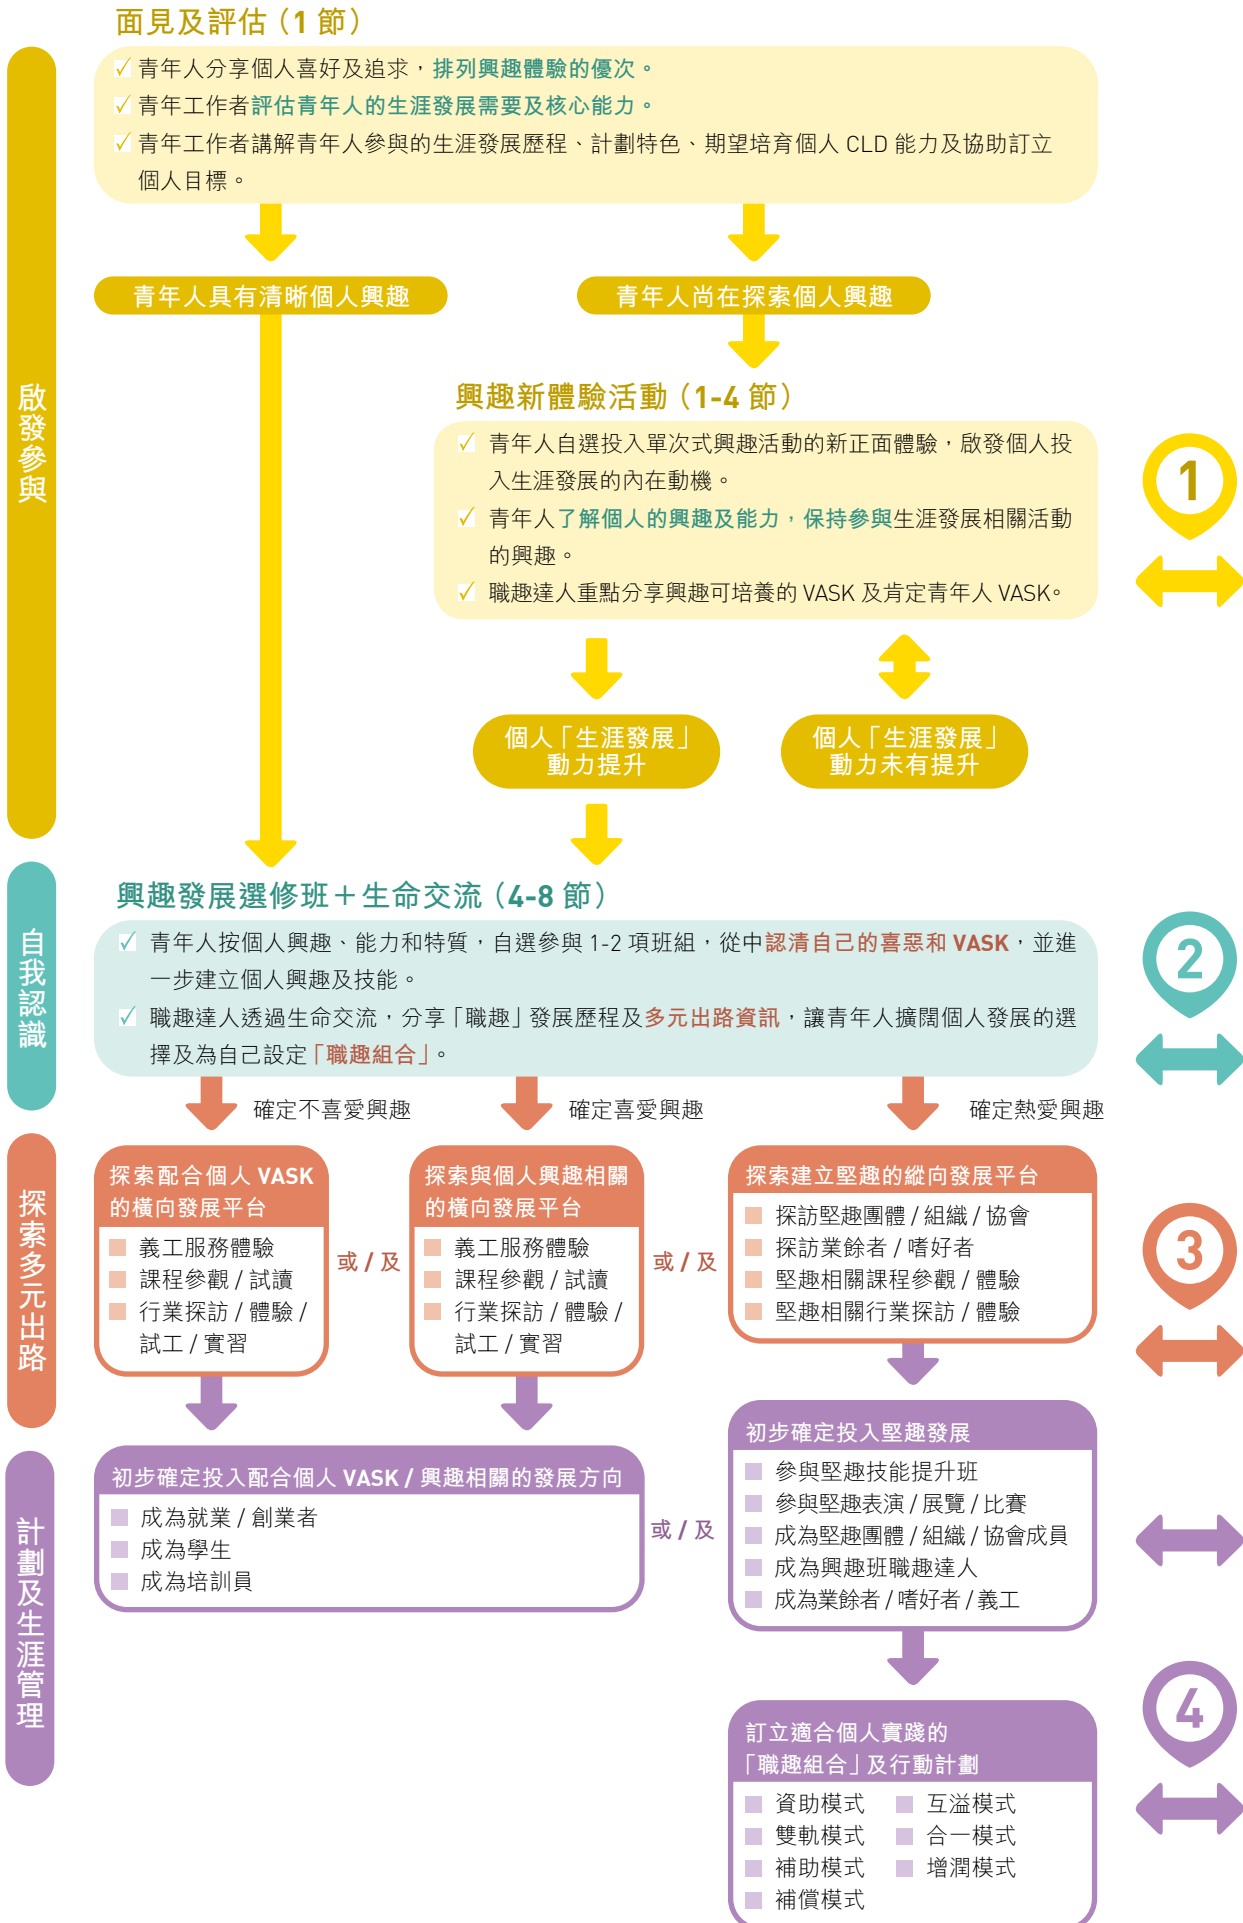 面見及評估（1 節）
青年人分享個人喜好及追求，排列興趣體驗的優次。
青年工作者評估青年人的生涯發展需要及核心能力。
青年工作者講解青年人參與的生涯發展歷程、計劃特色、期望培育個人 CLD 能力及協助訂立
個人目標。
青年人具有清晰個人興趣
青年人尚在探索個人興趣
啟發參與
興趣新體驗活動（1-4 節）
青年人自選投入單次式興趣活動的新正面體驗，啟發個人投
入生涯發展的內在動機。
青年人了解個人的興趣及能力，保持參與生涯發展相關活動
的興趣。
職趣達人重點分享興趣可培養的 VASK 及肯定青年人 VASK。
1
個人「生涯發展」
動力提升
個人「生涯發展」
動力未有提升
自我認識
興趣發展選修班＋生命交流（4-8 節）
青年人按個人興趣、能力和特質，自選參與 1-2 項班組，從中認清自己的喜惡和 VASK，並進
一步建立個人興趣及技能。
職趣達人透過生命交流，分享「職趣」發展歷程及多元出路資訊，讓青年人擴闊個人發展的選
擇及為自己設定「職趣組合」。
2
確定不喜愛興趣
確定喜愛興趣
確定熱愛興趣
探索多元出路
探索配合個人 VASK
的橫向發展平台
義工服務體驗
課程參觀 / 試讀
行業探訪 / 體驗 /
試工 / 實習
或 / 及
探索與個人興趣相關
的橫向發展平台
義工服務體驗
課程參觀 / 試讀
行業探訪 / 體驗 /
試工 / 實習
或 / 及
探索建立堅趣的縱向發展平台
探訪堅趣團體 / 組織 / 協會
探訪業餘者 / 嗜好者
堅趣相關課程參觀 / 體驗
堅趣相關行業探訪 / 體驗
3
計劃及生涯管理
初步確定投入配合個人 VASK / 興趣相關的發展方向
成為就業 / 創業者
成為學生
成為培訓員
或 / 及
初步確定投入堅趣發展
參與堅趣技能提升班
參與堅趣表演 / 展覽 / 比賽
成為堅趣團體 / 組織 / 協會成員
成為興趣班職趣達人
成為業餘者 / 嗜好者 / 義工
4
訂立適合個人實踐的
「職趣組合」及行動計劃
資助模式
互溢模式
雙軌模式
合一模式
補助模式
增潤模式
補償模式